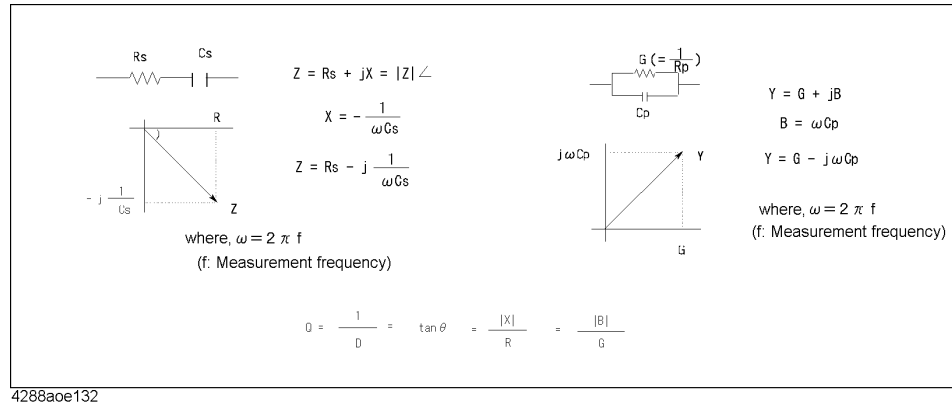 Rs Cs
Z = Rs + jX = |Z| ∠
X = - 1/ωCs
Z = Rs - j 1/ωCs
R
- j 1/Cs
Z
where, ω = 2 π f
(f: Measurement frequency)
G (= 1/Rp)
Cp
Y = G + jB
B = ωCp
Y = G - jωCp
jωCp
Y
G
where, ω = 2 π f
(f: Measurement frequency)
Q = 1/D = tan θ = |X|/R = |B|/G
4288aoe132